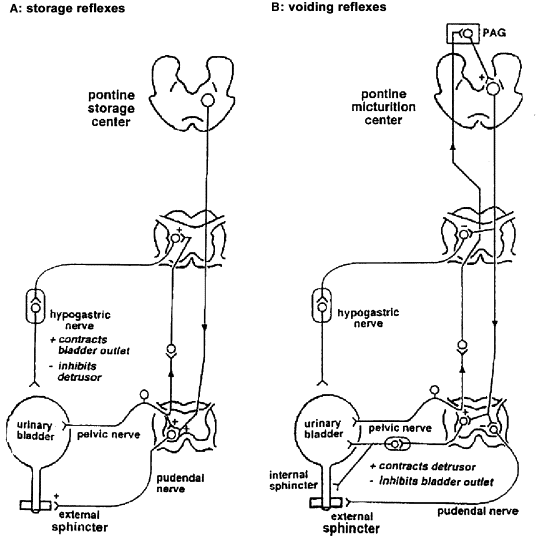 A: storage reflexes
pontine
storage
center
+
hypogastric
nerve
+ contracts
bladder outlet
- inhibits
detrusor
urinary
bladder
pelvic nerve
+
+
pudendal
nerve
+
external
sphincter
B: voiding reflexes
PAG
+
pontine
micturition
center
-
hypogastric
nerve
urinary
bladder
pelvic nerve
+
-
+ contracts detrusor
- inhibits bladder outlet
internal
sphincter
-
external
sphincter
pudendal nerve